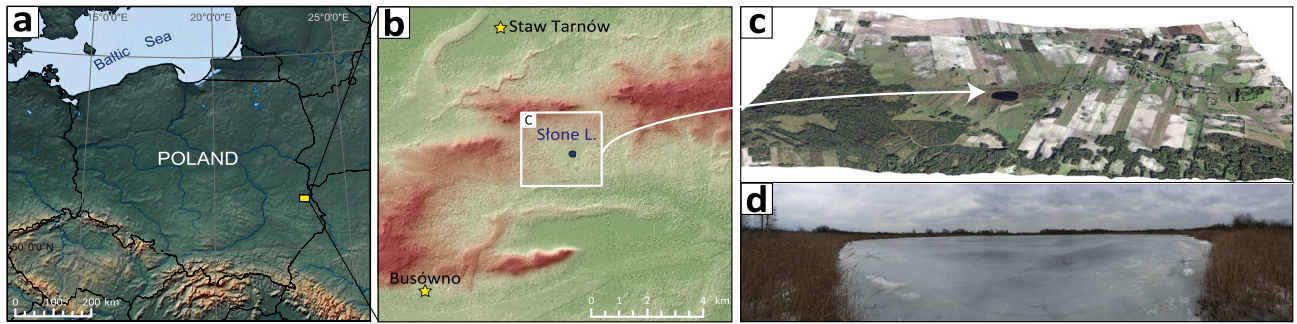 a
15°0'0"E
20°0'0"E
25°0'0"E
Baltic Sea
POLAND
50°0'0"N
0 100 200 km
b
Staw Tarnów
C
Słone L.
Busówno
0 1 2 4 km
c
d